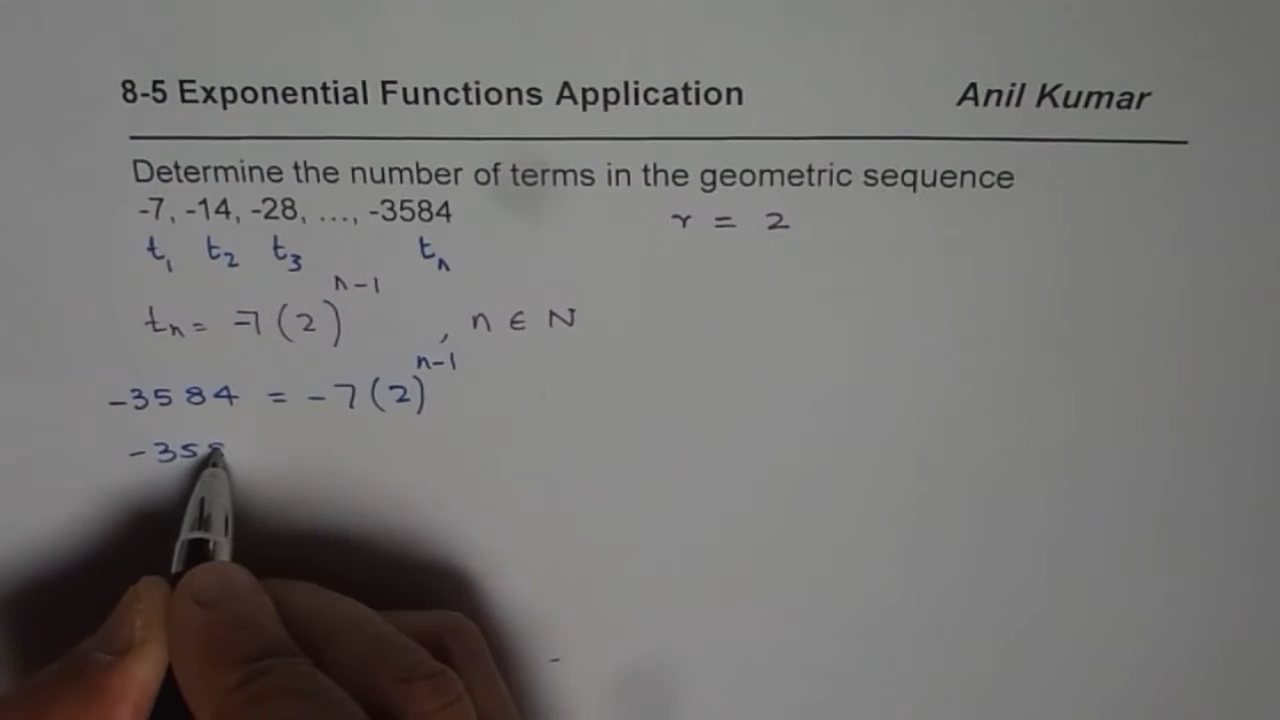 8-5 Exponential Functions Application Anil Kumar
Determine the number of terms in the geometric sequence
-7, -14, -28, ..., -3584 r = 2
t₁ t₂ t₃ tₙ
tₙ = -7(2)ⁿ⁻¹, n ∈ N
-3584 = -7(2)ⁿ⁻¹
-35